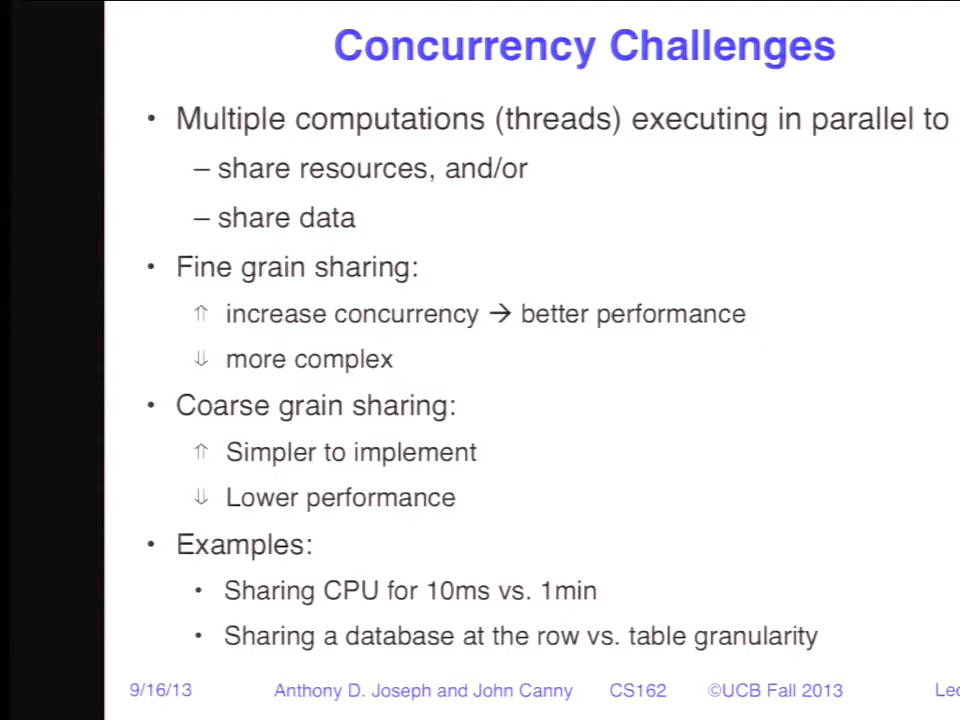 Concurrency Challenges
• Multiple computations (threads) executing in parallel to
– share resources, and/or
– share data
• Fine grain sharing:
⇑ increase concurrency → better performance
⇓ more complex
• Coarse grain sharing:
⇑ Simpler to implement
⇓ Lower performance
• Examples:
• Sharing CPU for 10ms vs. 1min
• Sharing a database at the row vs. table granularity
9/16/13 Anthony D. Joseph and John Canny CS162 ©UCB Fall 2013